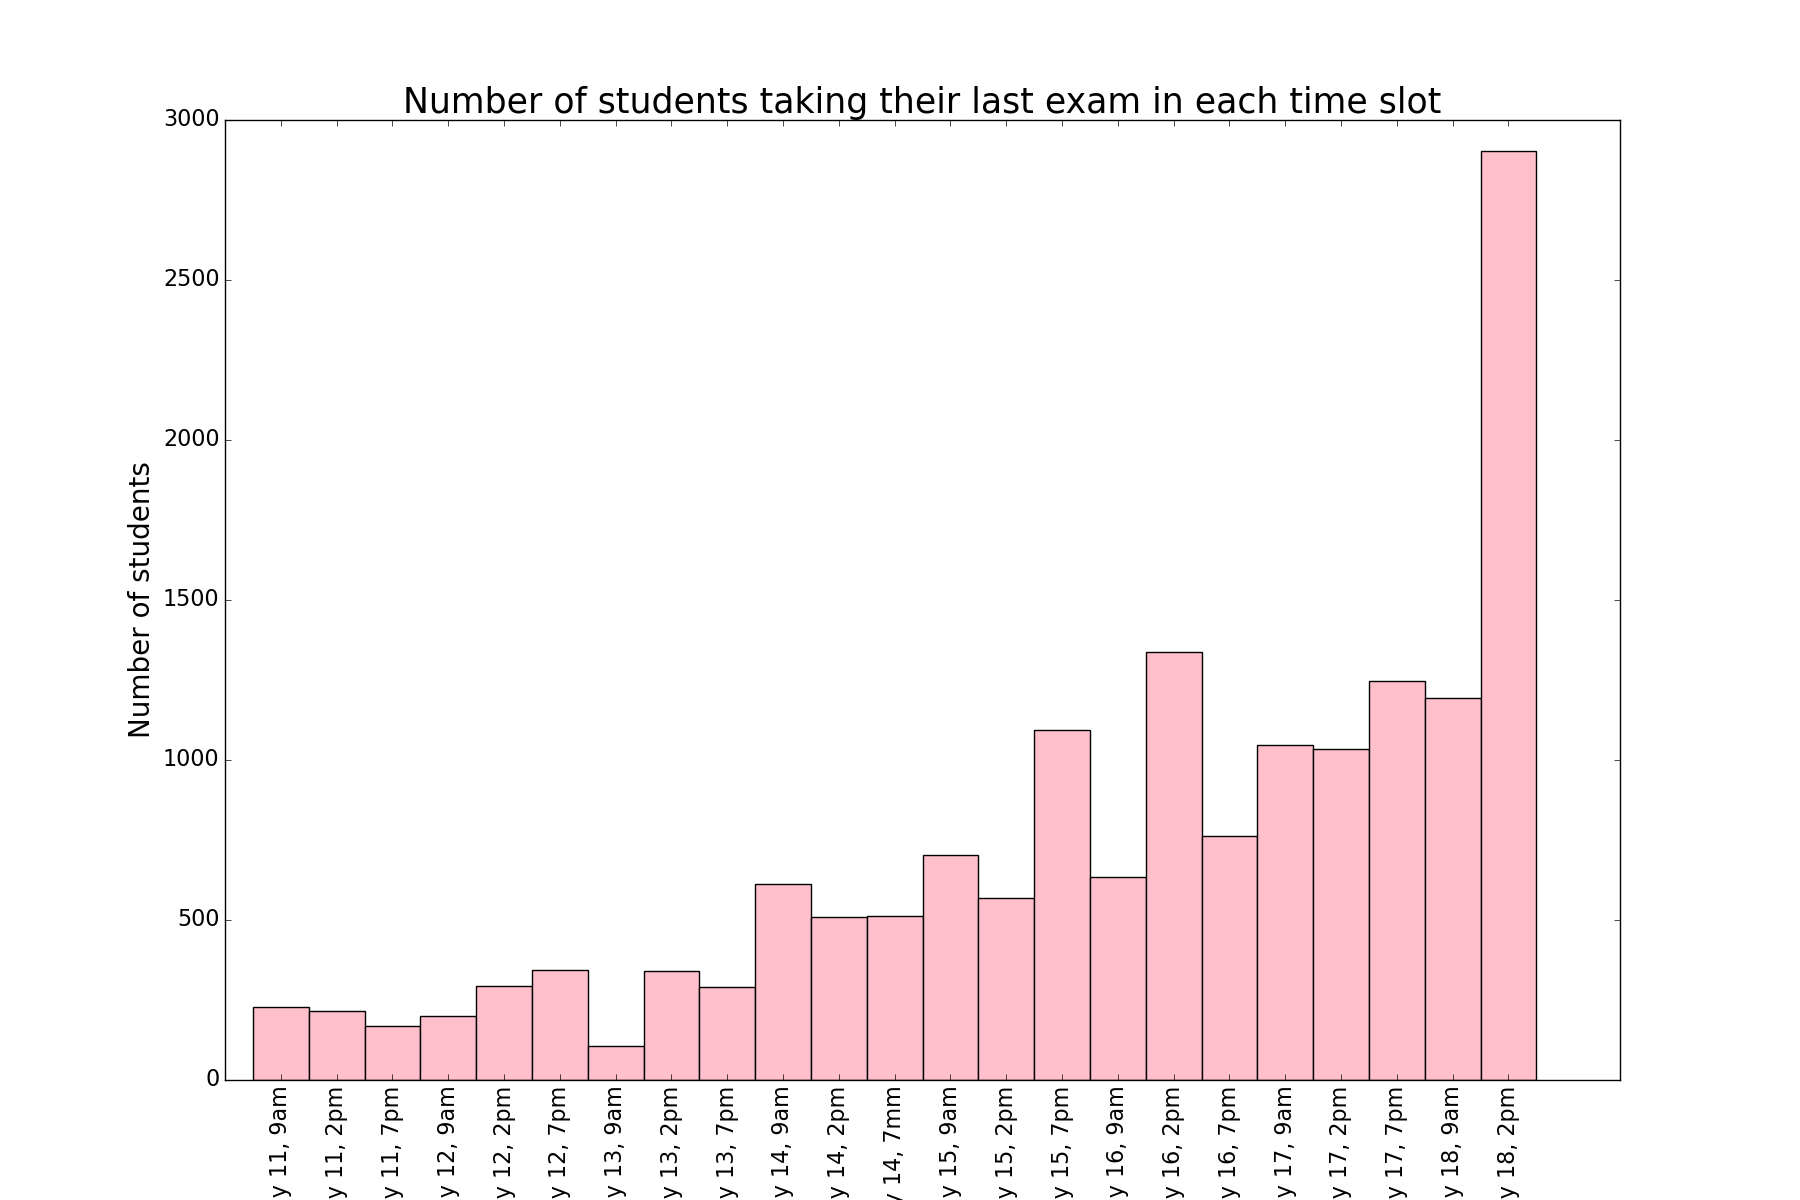 Number of students taking their last exam in each time slot
3000
2500
2000
1500
1000
500
0
Number of students
y 11, 9am
y 11, 2pm
y 11, 7pm
y 12, 9am
y 12, 2pm
y 12, 7pm
y 13, 9am
y 13, 2pm
y 13, 7pm
y 14, 9am
y 14, 2pm
y 14, 7mm
y 15, 9am
y 15, 2pm
y 15, 7pm
y 16, 9am
y 16, 2pm
y 16, 7pm
y 17, 9am
y 17, 2pm
y 17, 7pm
y 18, 9am
y 18, 2pm